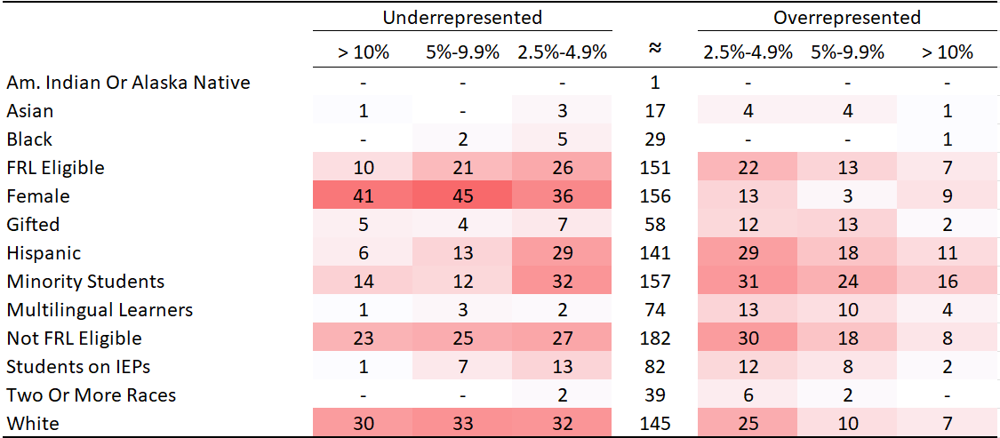 Underrepresented Overrepresented
> 10% 5%-9.9% 2.5%-4.9% ≈ 2.5%-4.9% 5%-9.9% > 10%
Am. Indian Or Alaska Native - - - 1 - - -
Asian 1 - 3 17 4 4 1
Black - 2 5 29 - - 1
FRL Eligible 10 21 26 151 22 13 7
Female 41 45 36 156 13 3 9
Gifted 5 4 7 58 12 13 2
Hispanic 6 13 29 141 29 18 11
Minority Students 14 12 32 157 31 24 16
Multilingual Learners 1 3 2 74 13 10 4
Not FRL Eligible 23 25 27 182 30 18 8
Students on IEPs 1 7 13 82 12 8 2
Two Or More Races - - 2 39 6 2 -
White 30 33 32 145 25 10 7